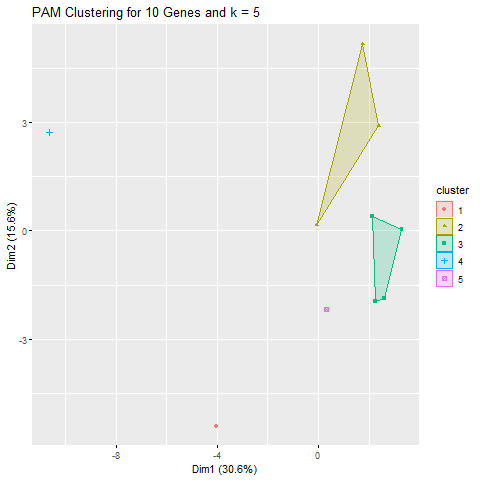 PAM Clustering for 10 Genes and k = 5
3
0
-3
Dim2 (15.6%)
-8
-4
0
Dim1 (30.6%)
cluster
1
2
3
4
5